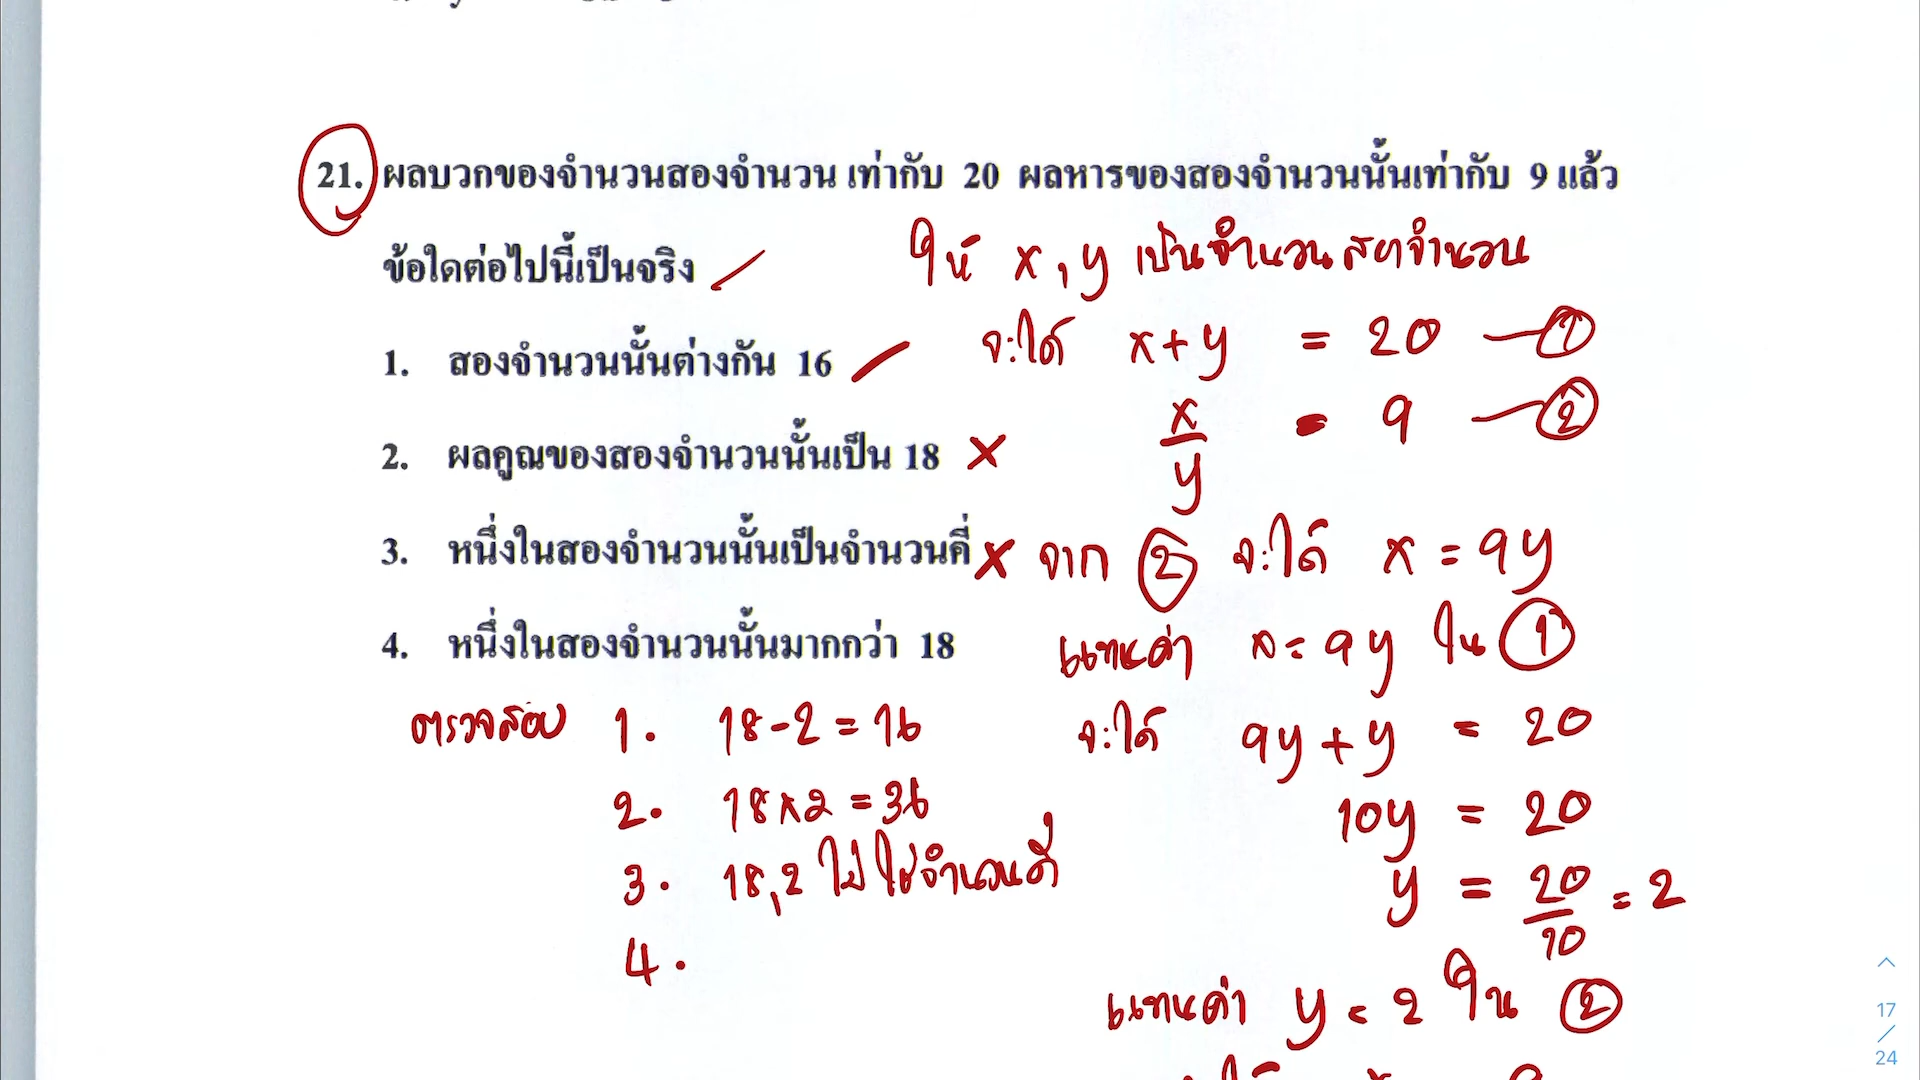 21. ผลบวกของจำนวนสองจำนวน เท่ากับ 20 ผลหารของสองจำนวนนั้นเท่ากับ 9 แล้ว
ข้อใดต่อไปนี้เป็นจริง
1. สองจำนวนนั้นต่างกัน 16
2. ผลคูณของสองจำนวนนั้นเป็น 18
3. หนึ่งในสองจำนวนนั้นเป็นจำนวนคี่
4. หนึ่งในสองจำนวนนั้นมากกว่า 18
ตรวจสอบ 1. 18-2 = 16
2. 18×2 = 36
3. 18,2 ไม่ใช่จำนวนคี่
4.
ให้ x, y เป็นจำนวนสองจำนวน
จะได้ x+y = 20 — ①
x/y = 9 — ②
จาก ② จะได้ x = 9y
แทนค่า x = 9y ใน ①
จะได้ 9y + y = 20
10y = 20
y = 20/10 = 2
แทนค่า y = 2 ใน ②
17
/
24